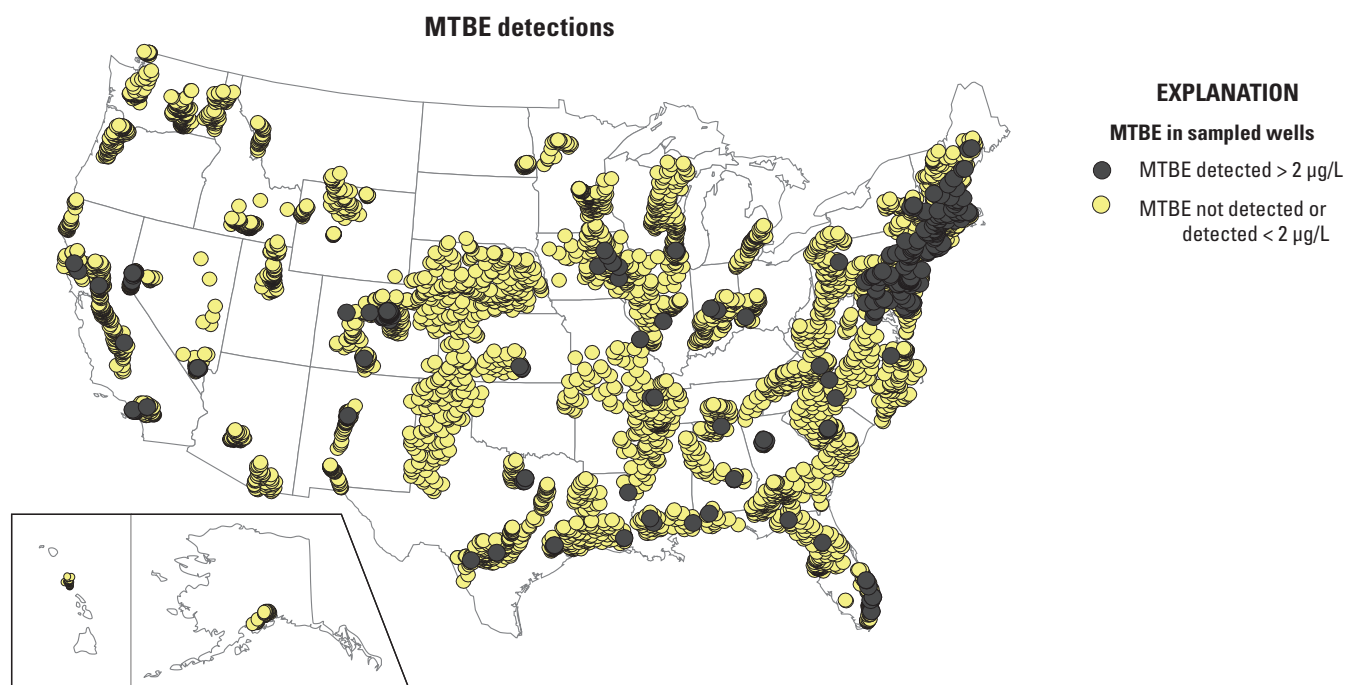 MTBE detections
EXPLANATION
MTBE in sampled wells
MTBE detected > 2 µg/L
MTBE not detected or
detected < 2 µg/L